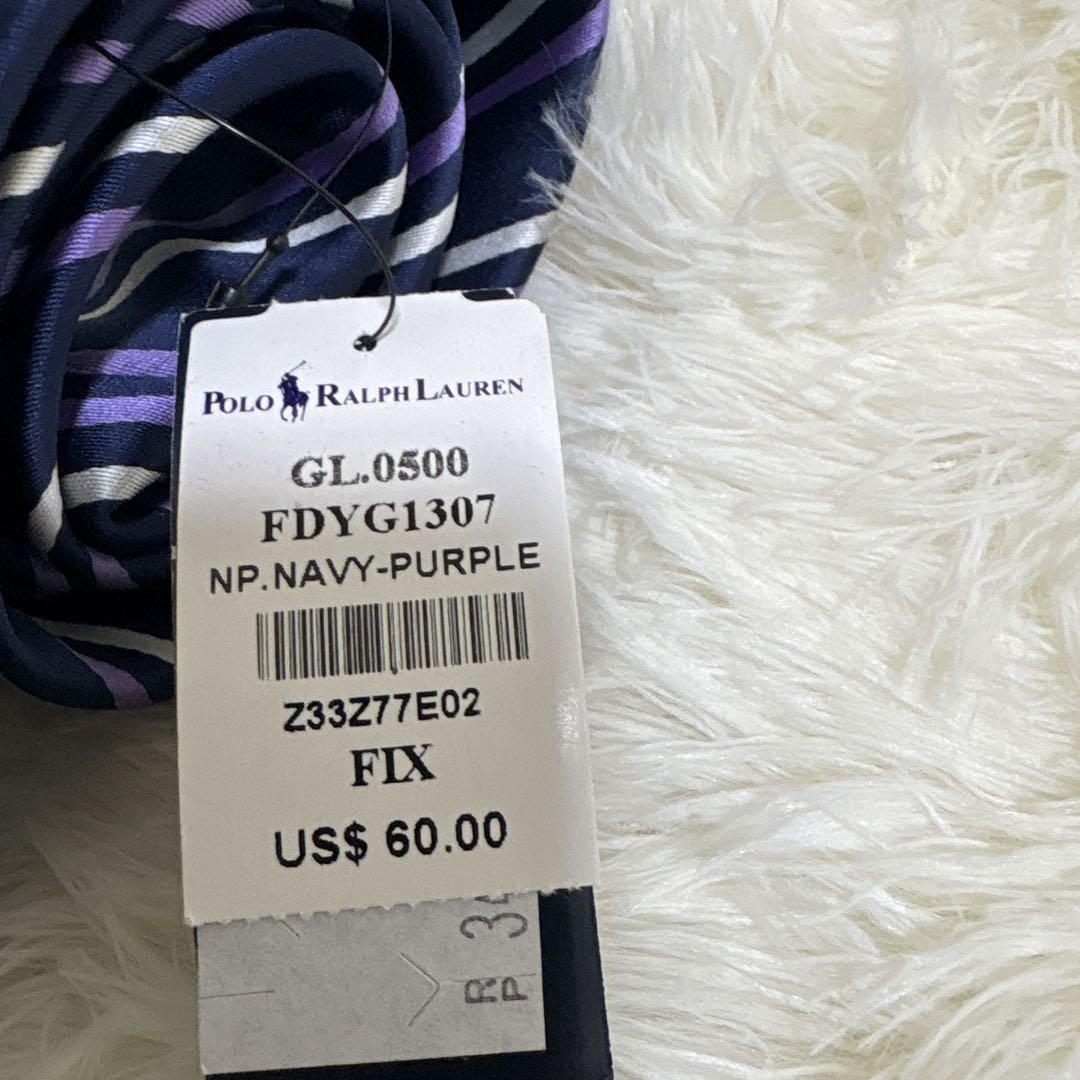 POLO RALPH LAUREN
GL.0500
FDYG1307
NP.NAVY-PURPLE
Z33Z77E02
FIX
US$ 60.00
R
P